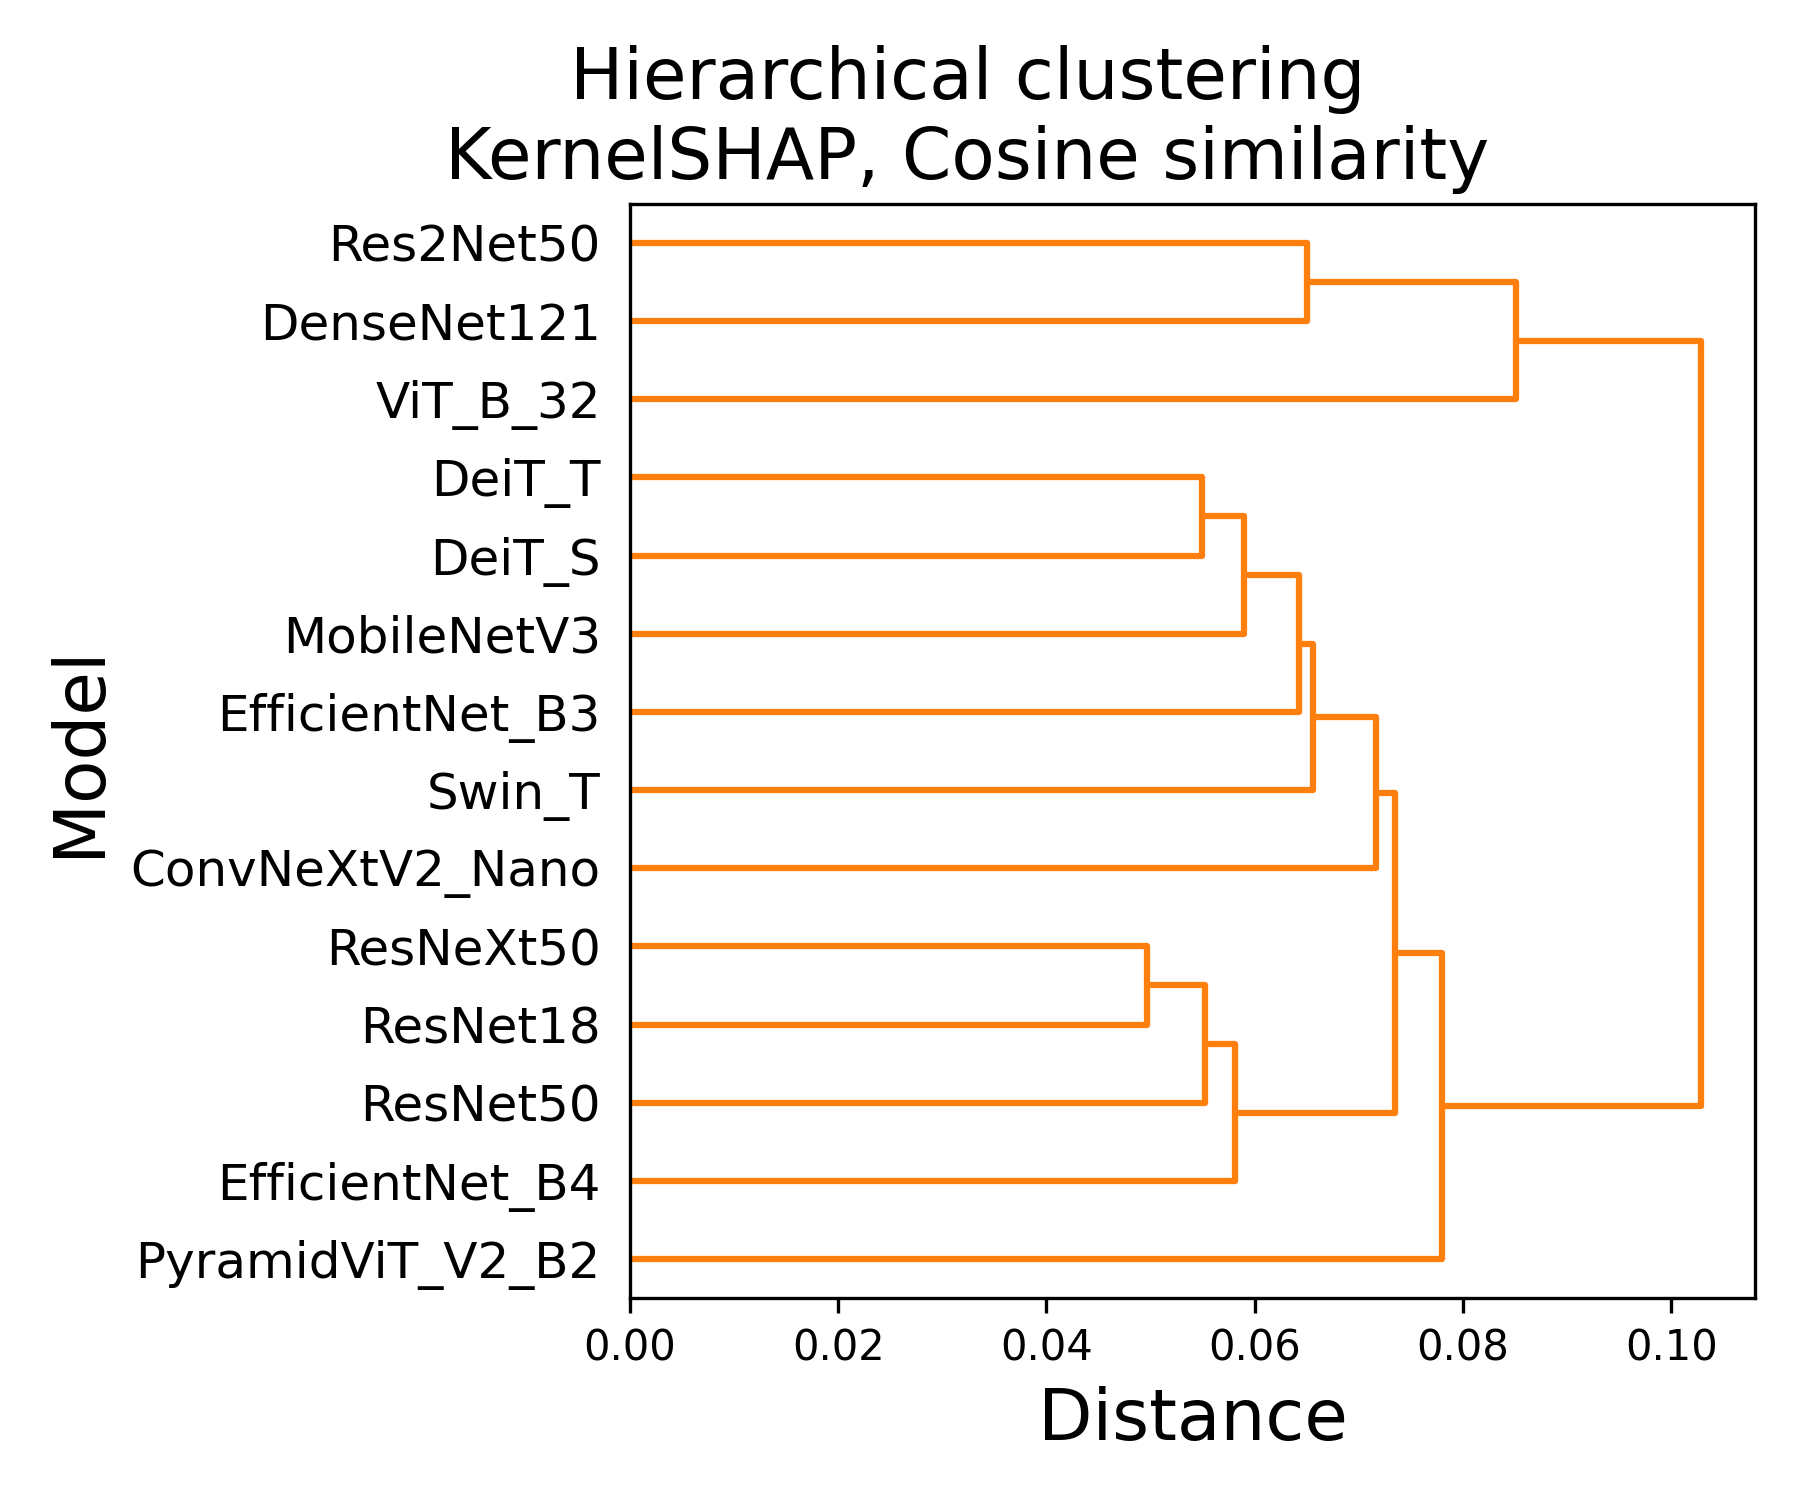 Hierarchical clustering
KernelSHAP, Cosine similarity
Res2Net50
DenseNet121
ViT_B_32
DeiT_T
DeiT_S
MobileNetV3
EfficientNet_B3
Swin_T
ConvNeXtV2_Nano
ResNeXt50
ResNet18
ResNet50
EfficientNet_B4
PyramidViT_V2_B2
Model
0.00 0.02 0.04 0.06 0.08 0.10
Distance